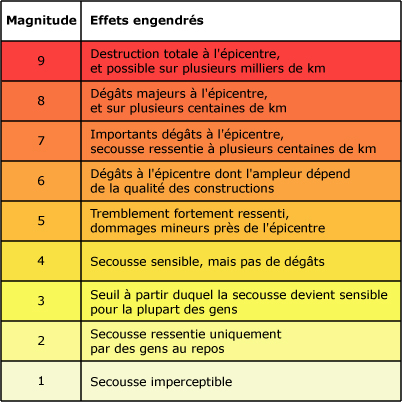 Magnitude Effets engendrés
9 Destruction totale à l'épicentre,
et possible sur plusieurs milliers de km
8 Dégâts majeurs à l'épicentre,
et sur plusieurs centaines de km
7 Importants dégâts à l'épicentre,
secousse ressentie à plusieurs centaines de km
6 Dégâts à l'épicentre dont l'ampleur dépend
de la qualité des constructions
5 Tremblement fortement ressenti,
dommages mineurs près de l'épicentre
4 Secousse sensible, mais pas de dégâts
3 Seuil à partir duquel la secousse devient sensible
pour la plupart des gens
2 Secousse ressentie uniquement
par des gens au repos
1 Secousse imperceptible